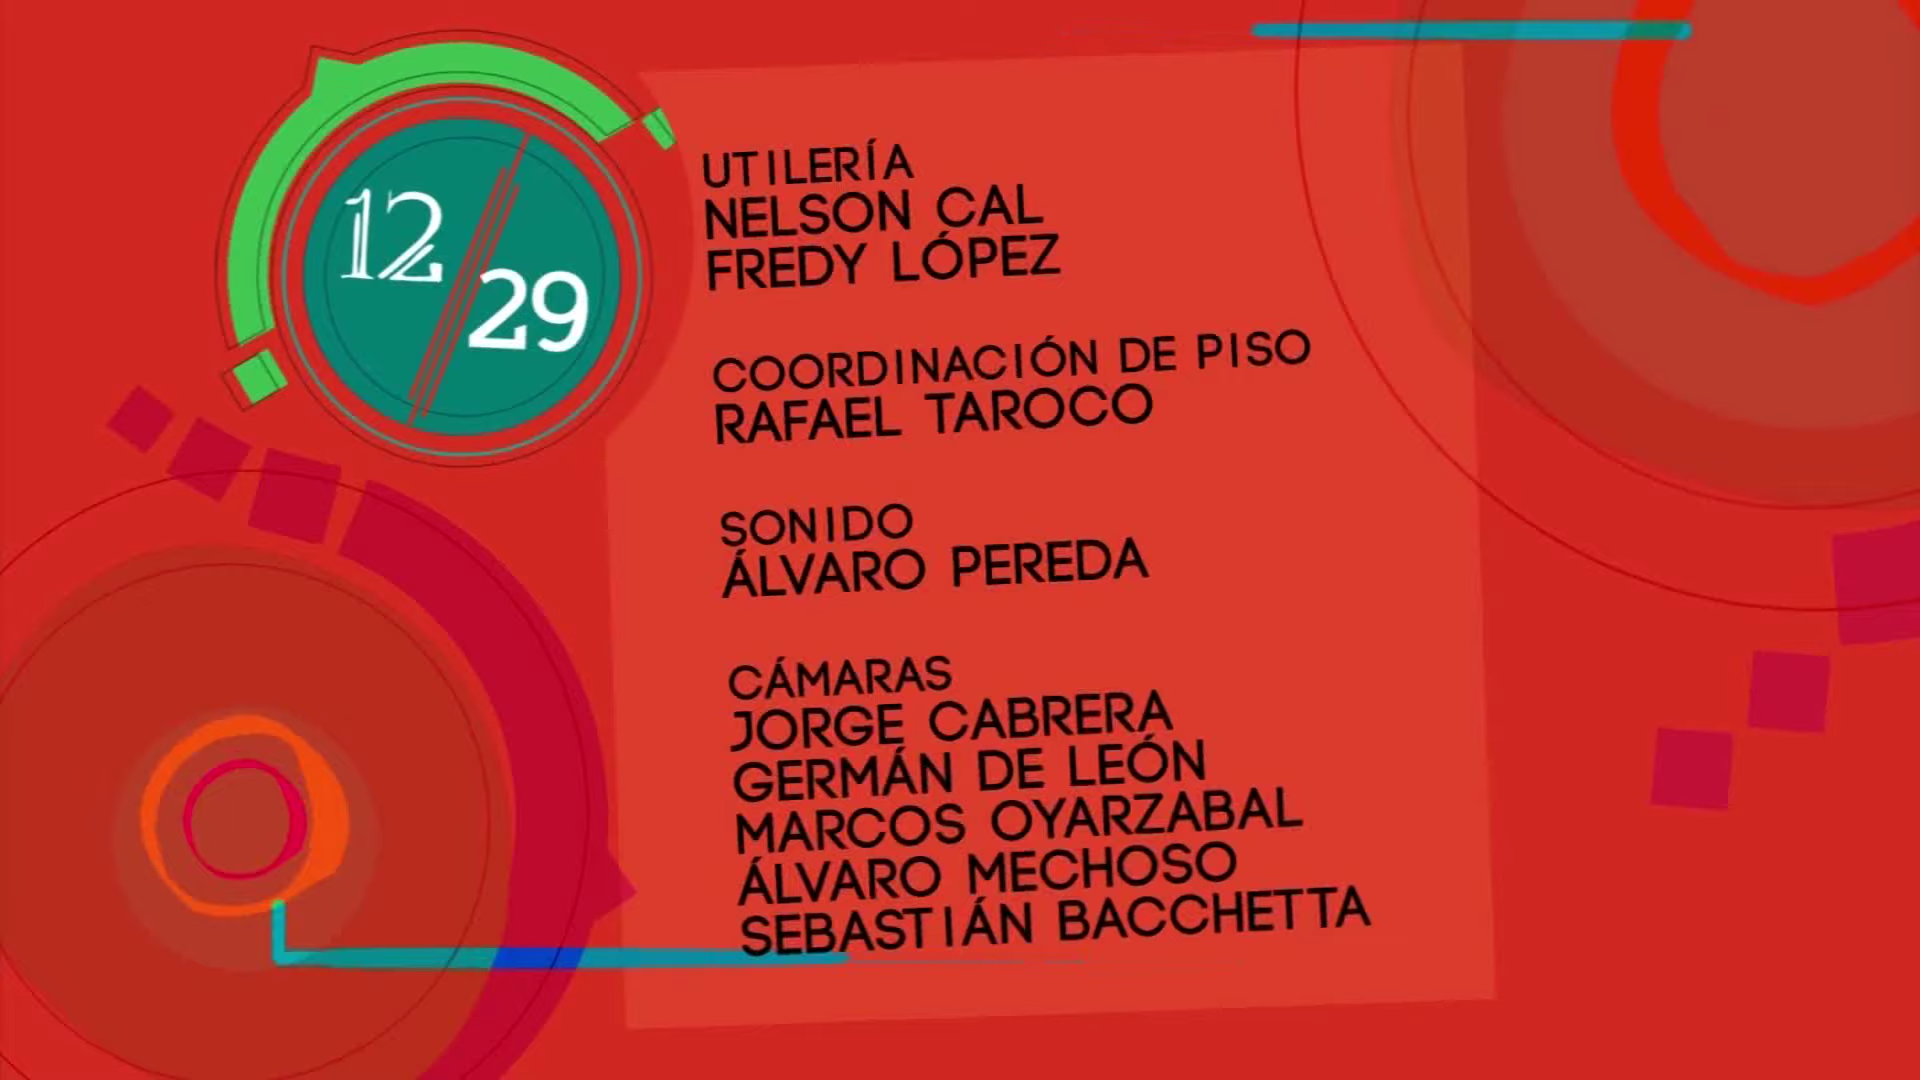 12
29
UTILERÍA
NELSON CAL
FREDY LÓPEZ
COORDINACIÓN DE PISO
RAFAEL TAROCO
SONIDO
ÁLVARO PEREDA
CÁMARAS
JORGE CABRERA
GERMÁN DE LEÓN
MARCOS OYARZABAL
ÁLVARO MECHOSO
SEBASTIÁN BACCHETTA